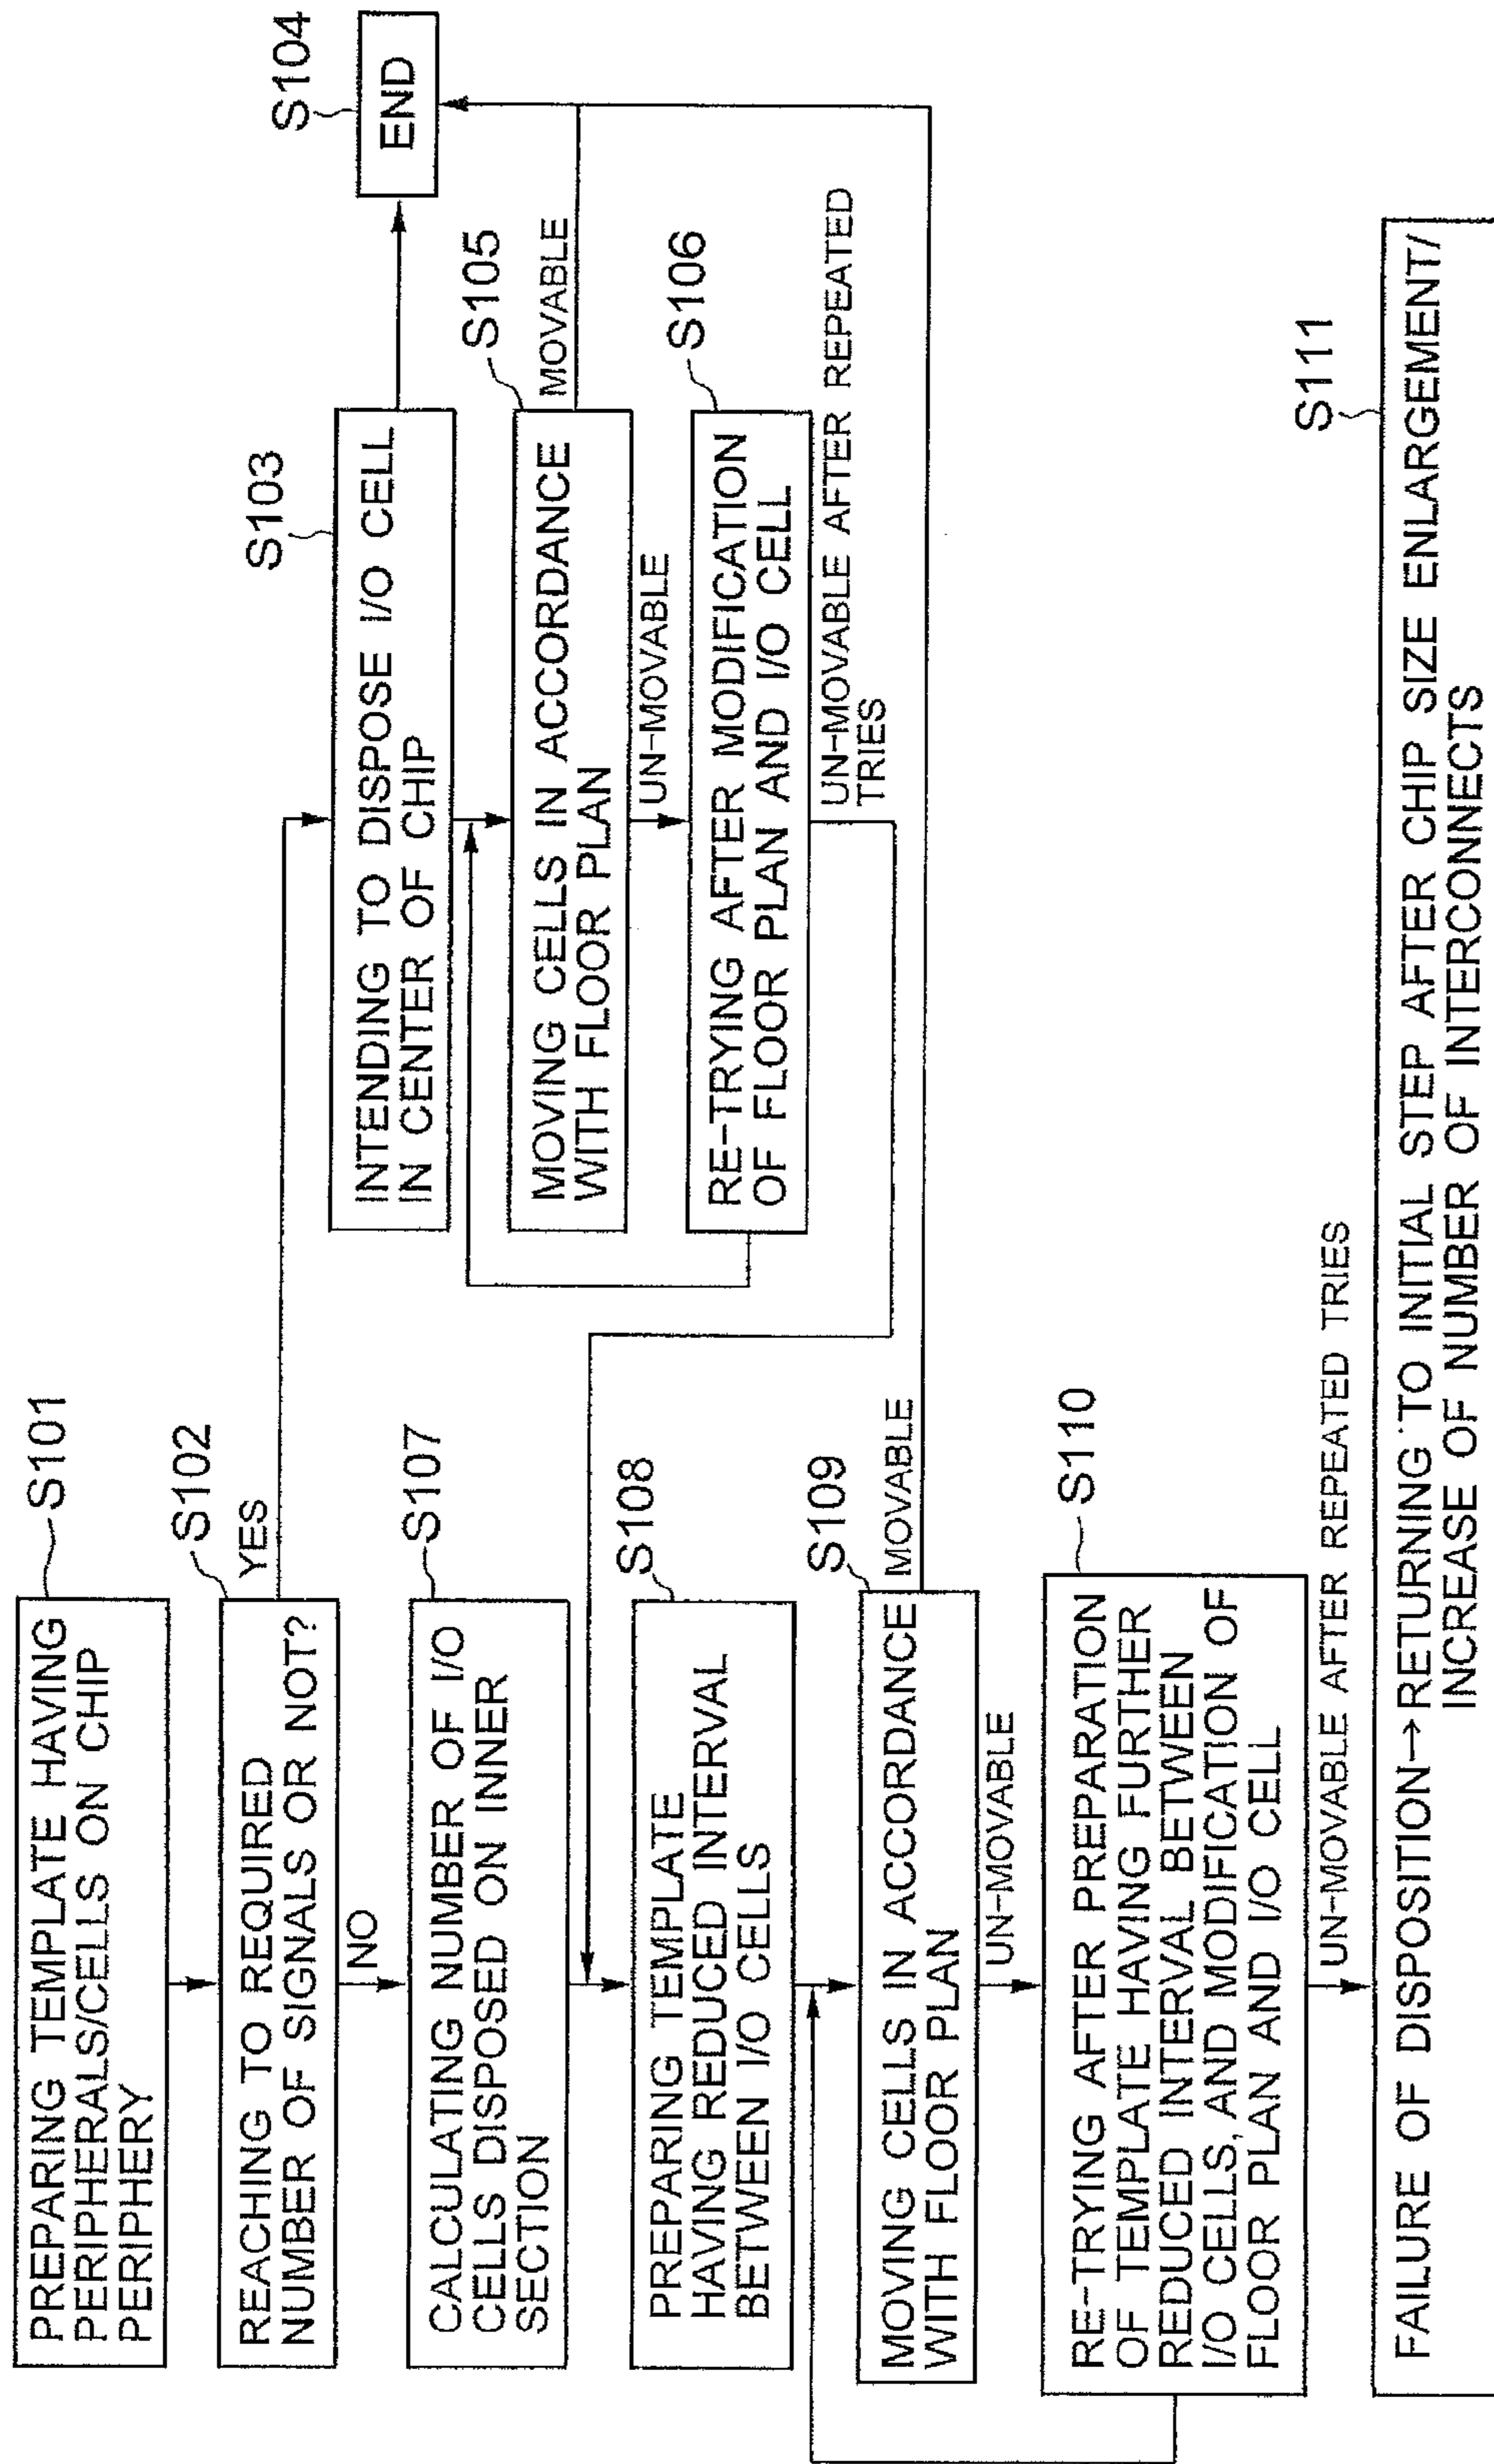 PREPARING TEMPLATE HAVING
PERIPHERALS/CELLS ON CHIP
PERIPHERY
S101
REACHING TO REQUIRED
NUMBER OF SIGNALS OR NOT?
S102
YES
NO
INTENDING TO DISPOSE I/O CELL
IN CENTER OF CHIP
S103
END
S104
MOVING CELLS IN ACCORDANCE
WITH FLOOR PLAN
S105
MOVABLE
UN-MOVABLE
RE-TRYING AFTER MODIFICATION
OF FLOOR PLAN AND I/O CELL
S106
UN-MOVABLE AFTER REPEATED
TRIES
CALCULATING NUMBER OF I/O
CELLS DISPOSED ON INNER
SECTION
S107
PREPARING TEMPLATE
HAVING REDUCED INTERVAL
BETWEEN I/O CELLS
S108
MOVING CELLS IN ACCORDANCE
WITH FLOOR PLAN
S109
MOVABLE
UN-MOVABLE
RE-TRYING AFTER PREPARATION
OF TEMPLATE HAVING FURTHER
REDUCED INTERVAL BETWEEN
I/O CELLS, AND MODIFICATION OF
FLOOR PLAN AND I/O CELL
S110
UN-MOVABLE AFTER REPEATED TRIES
FAILURE OF DISPOSITION→RETURNING TO INITIAL STEP AFTER CHIP SIZE ENLARGEMENT/
INCREASE OF NUMBER OF INTERCONNECTS
S111